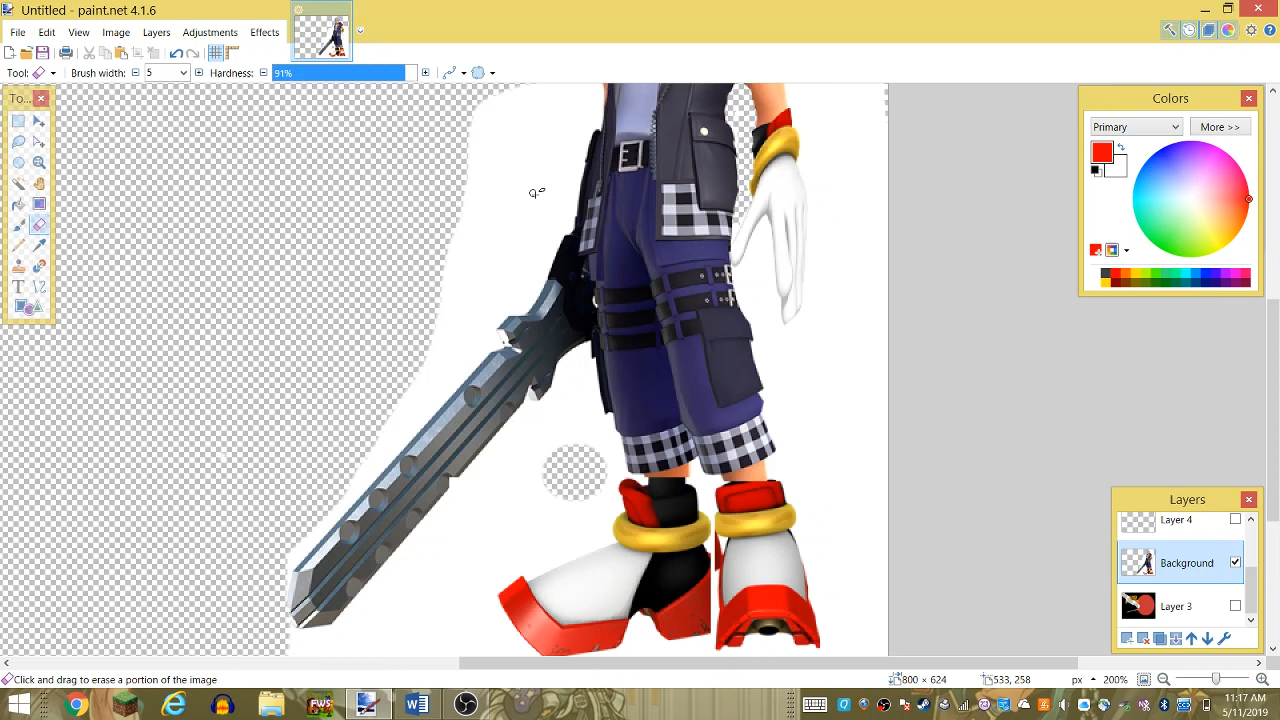 Untitled - paint.net 4.1.6
File Edit View Image Layers Adjustments Effects
Tool: Brush width: 5 Hardness: 91%
To...
Colors
Primary More >>
Layers
Layer 4
Background
Click and drag to erase a portion of the image
800 × 624
533, 258
px
200%
FWS
11:17 AM
5/11/2019